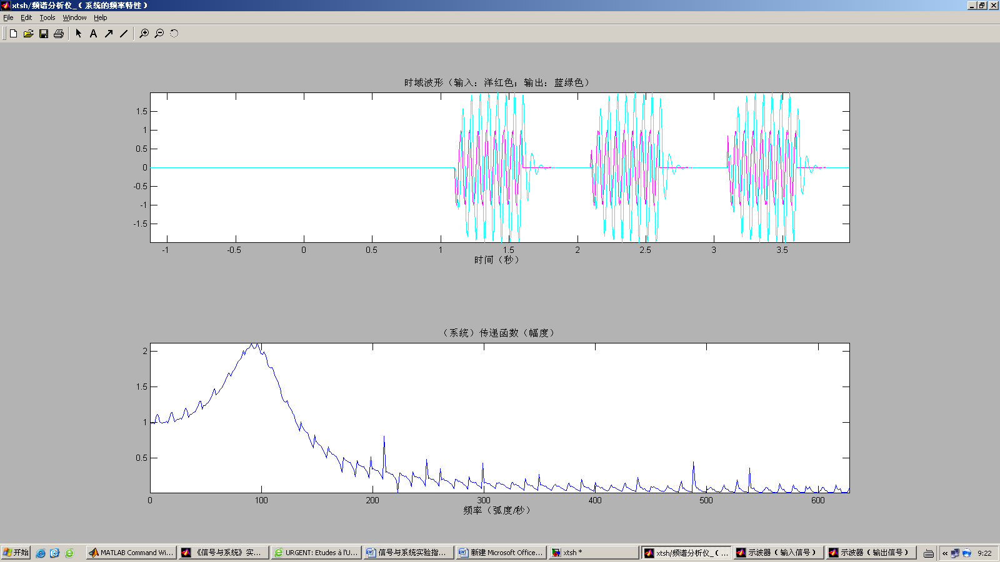 xtsh/频谱分析仪_（系统的频率特性）
File Edit Tools Window Help
时域波形（输入：洋红色；输出：蓝绿色）
1.5
1
0.5
0
-0.5
-1
-1.5
-1 -0.5 0 0.5 1 1.5 2 2.5 3 3.5
时间（秒）
（系统）传递函数（幅度）
2
1.5
1
0.5
0 100 200 300 400 500 600
频率（弧度/秒）
开始 MATLAB Command Wi... 《信号与系统》实... URGENT: Etudes à l'U... 信号与系统实验指... 新建 Microsoft Office... xtsh * xtsh/频谱分析仪_（... 示波器（输入信号） 示波器（输出信号） « 9:22